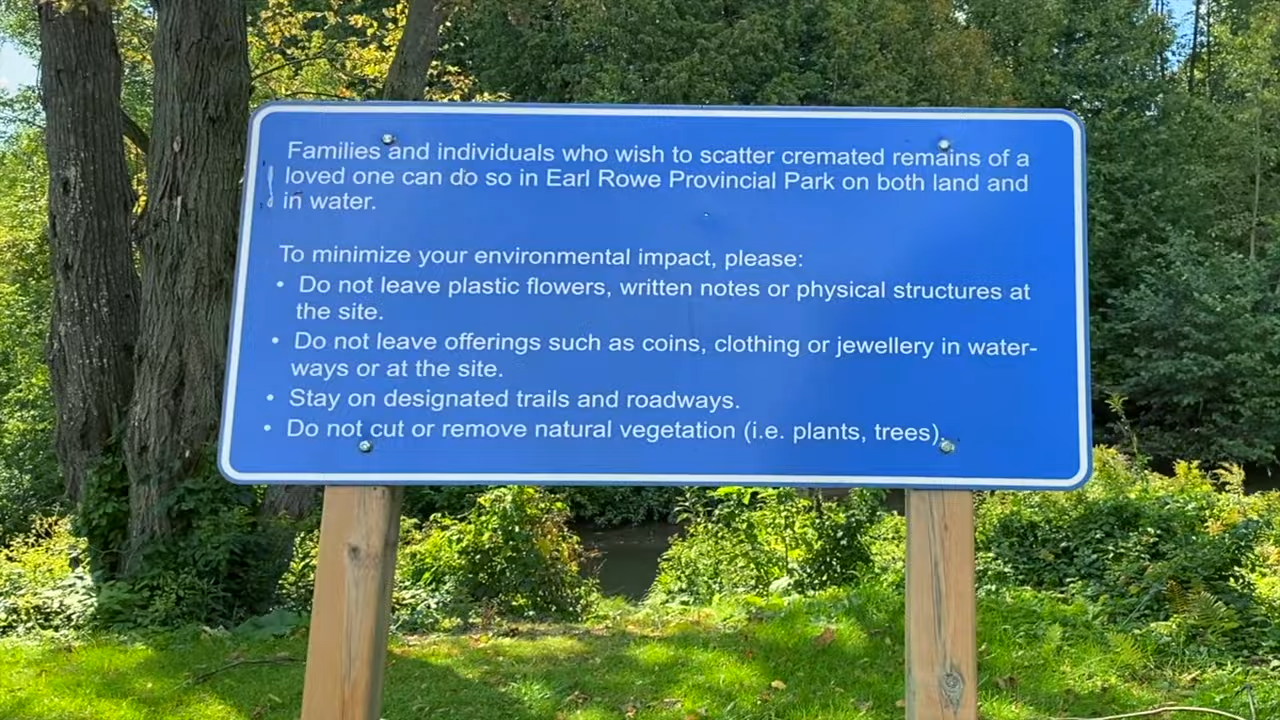 Families and individuals who wish to scatter cremated remains of a
loved one can do so in Earl Rowe Provincial Park on both land and
in water.
To minimize your environmental impact, please:
• Do not leave plastic flowers, written notes or physical structures at
the site.
• Do not leave offerings such as coins, clothing or jewellery in water-
ways or at the site.
• Stay on designated trails and roadways.
• Do not cut or remove natural vegetation (i.e. plants, trees).